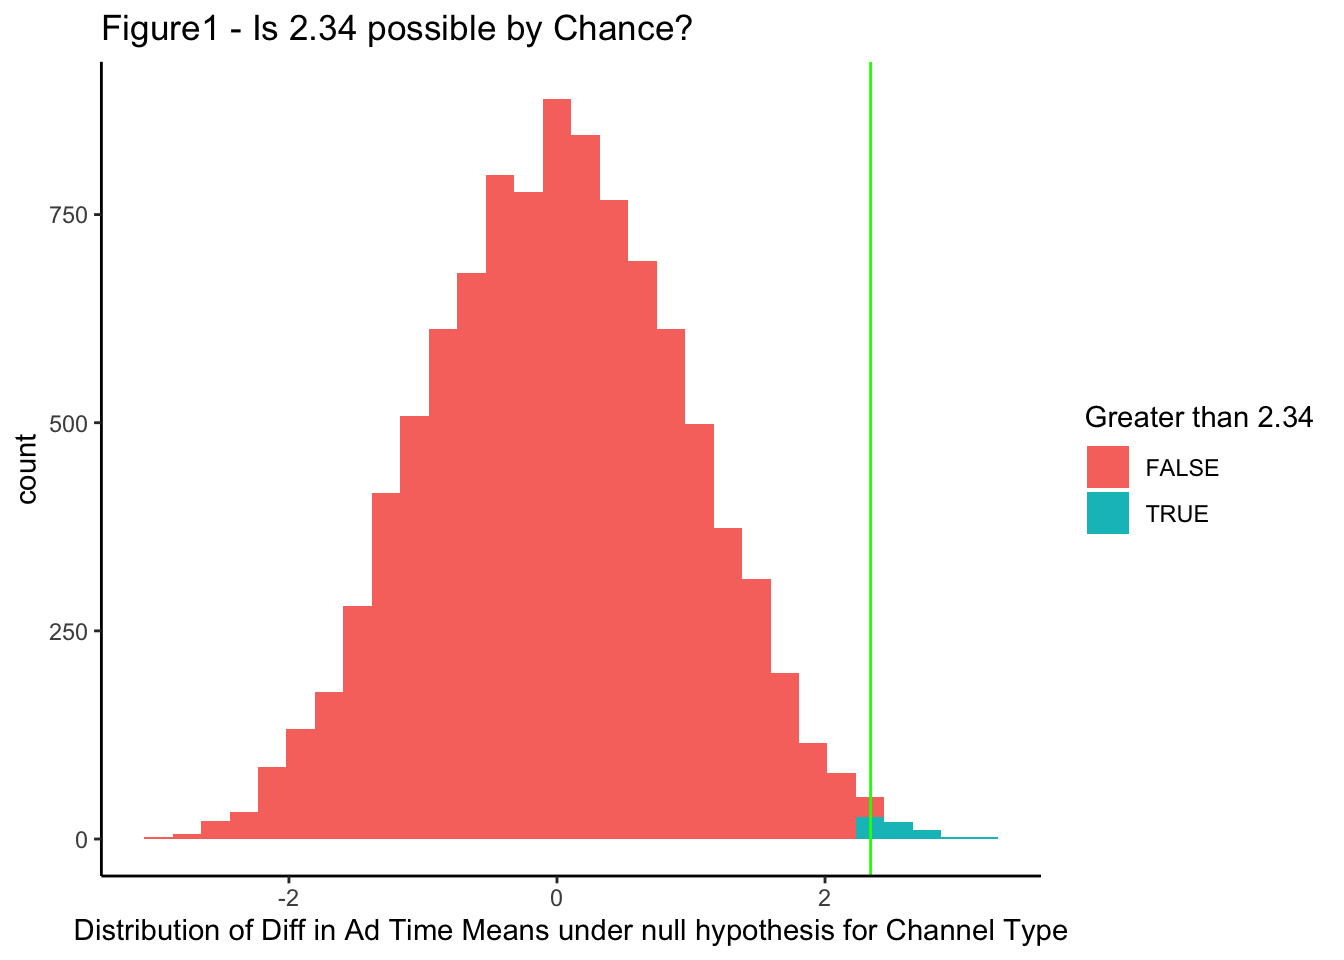 Figure1 - Is 2.34 possible by Chance?
750
500
250
0
count
-2
0
2
Distribution of Diff in Ad Time Means under null hypothesis for Channel Type
Greater than 2.34
FALSE
TRUE